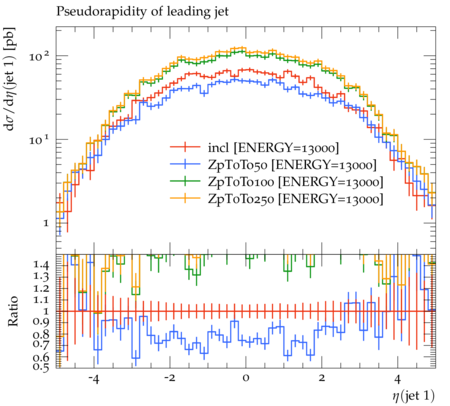 Pseudorapidity of leading jet
dσ/dη(jet 1) [pb]
10²
10¹
1
incl [ENERGY=13000]
ZpToTo50 [ENERGY=13000]
ZpToTo100 [ENERGY=13000]
ZpToTo250 [ENERGY=13000]
Ratio
1.4
1.3
1.2
1.1
1
0.9
0.8
0.7
0.6
0.5
-4 -2 0 2 4
η(jet 1)